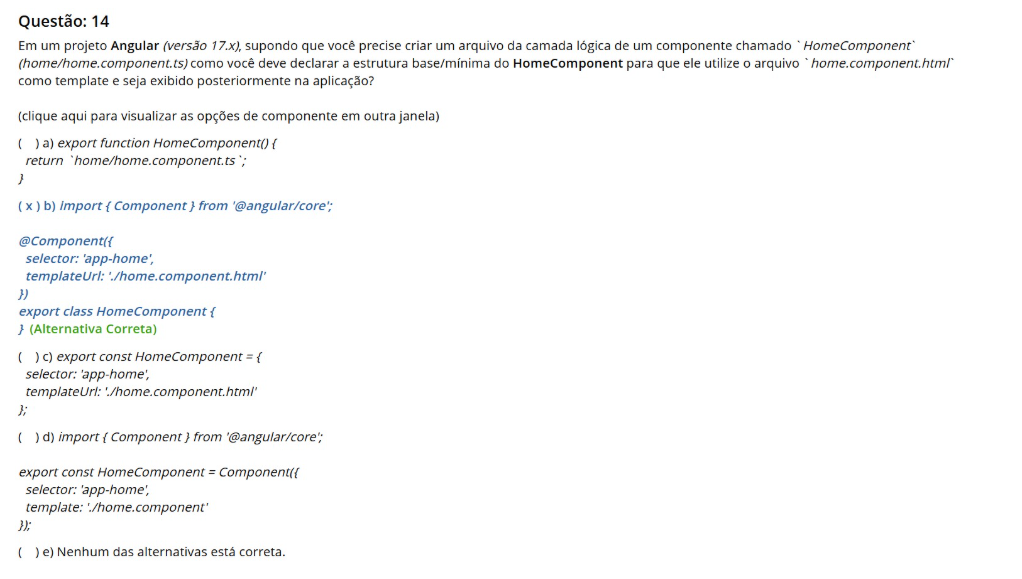 Questão: 14
Em um projeto Angular (versão 17.x), supondo que você precise criar um arquivo da camada lógica de um componente chamado `HomeComponent`
(home/home.component.ts) como você deve declarar a estrutura base/mínima do HomeComponent para que ele utilize o arquivo `home.component.html`
como template e seja exibido posteriormente na aplicação?
(clique aqui para visualizar as opções de componente em outra janela)
( ) a) export function HomeComponent() {
return `home/home.component.ts`;
}
( x ) b) import { Component } from '@angular/core';
@Component({
selector: 'app-home',
templateUrl: './home.component.html'
})
export class HomeComponent {
} (Alternativa Correta)
( ) c) export const HomeComponent = {
selector: 'app-home',
templateUrl: './home.component.html'
};
( ) d) import { Component } from '@angular/core';
export const HomeComponent = Component({
selector: 'app-home',
template: './home.component'
});
( ) e) Nenhum das alternativas está correta.